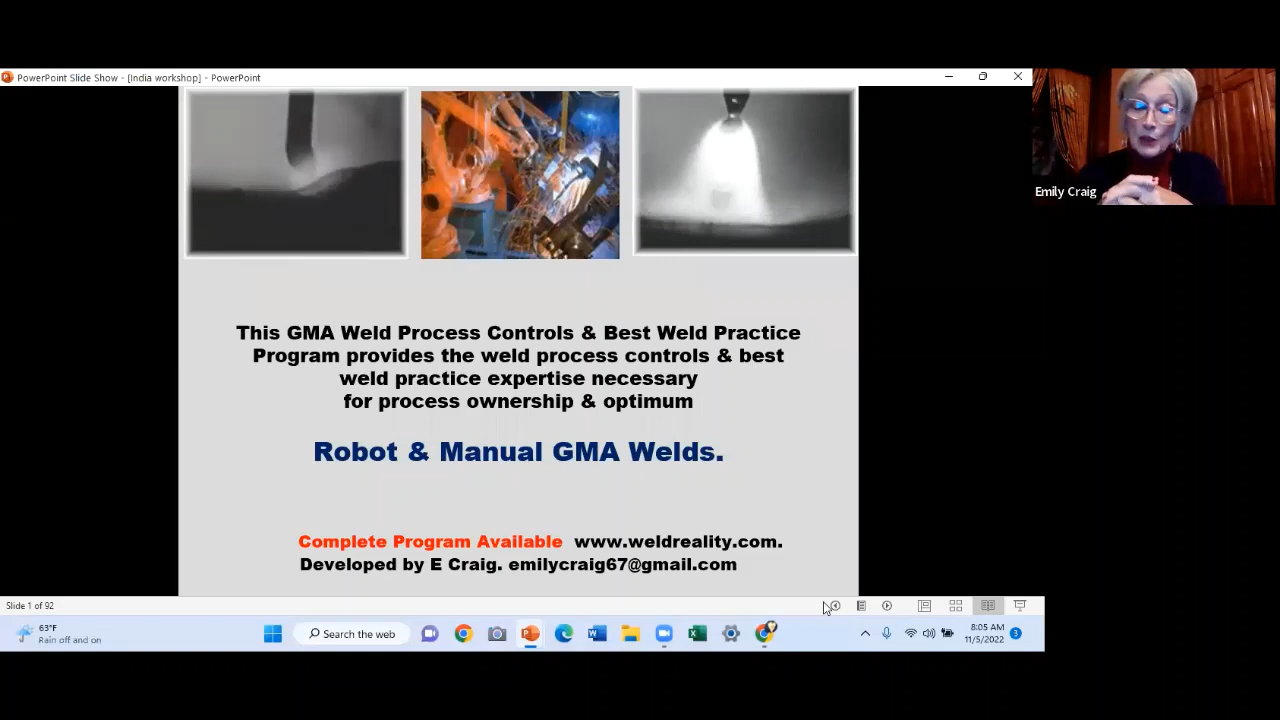 PowerPoint Slide Show - [India workshop] - PowerPoint
Emily Craig
This GMA Weld Process Controls & Best Weld Practice
Program provides the weld process controls & best
weld practice expertise necessary
for process ownership & optimum
Robot & Manual GMA Welds.
Complete Program Available www.weldreality.com.
Developed by E Craig. emilycraig67@gmail.com
Slide 1 of 92
63°F
Rain off and on
Search the web
8:05 AM
11/5/2022
3